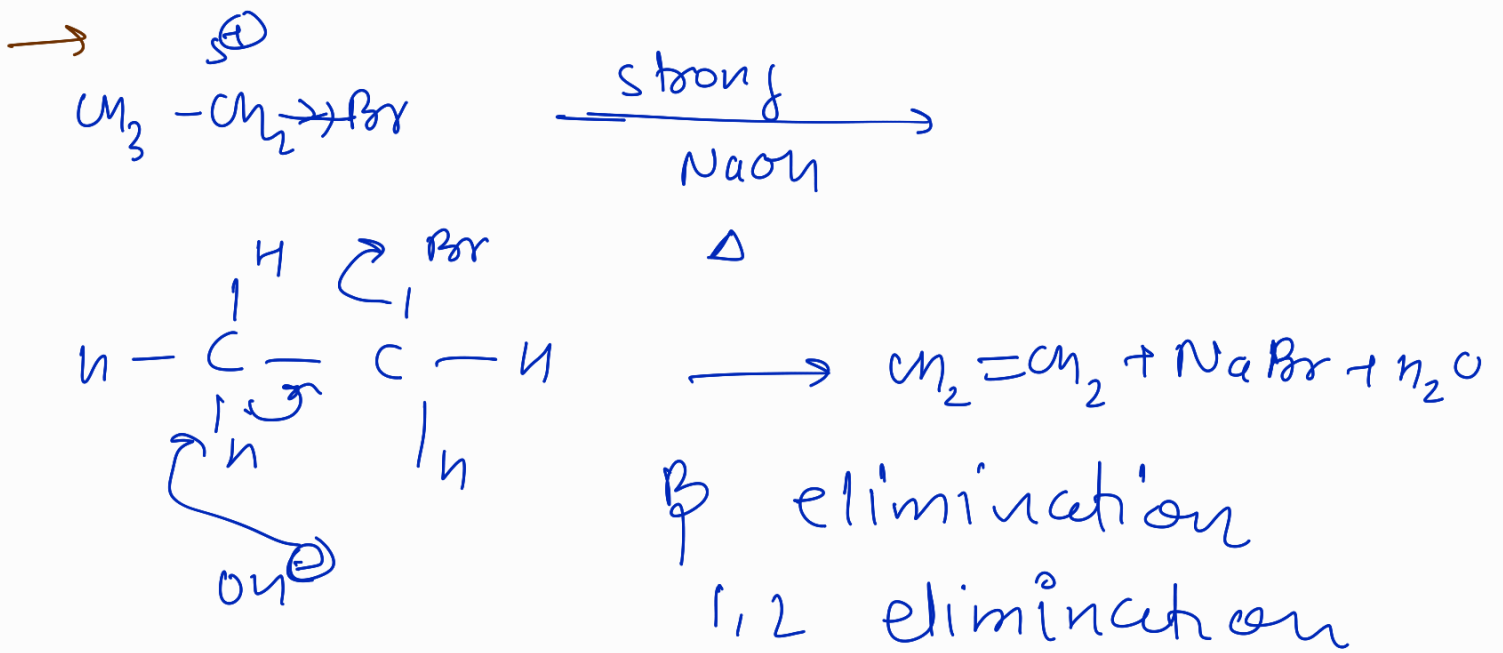 → δ⊕
CH₃ – CH₂ →→ Br   strong →
NaOH
Δ
H   Br
H – C – C – H → CH₂ = CH₂ + NaBr + H₂O
H   H
OH⊖
β elimination
1,2 elimination